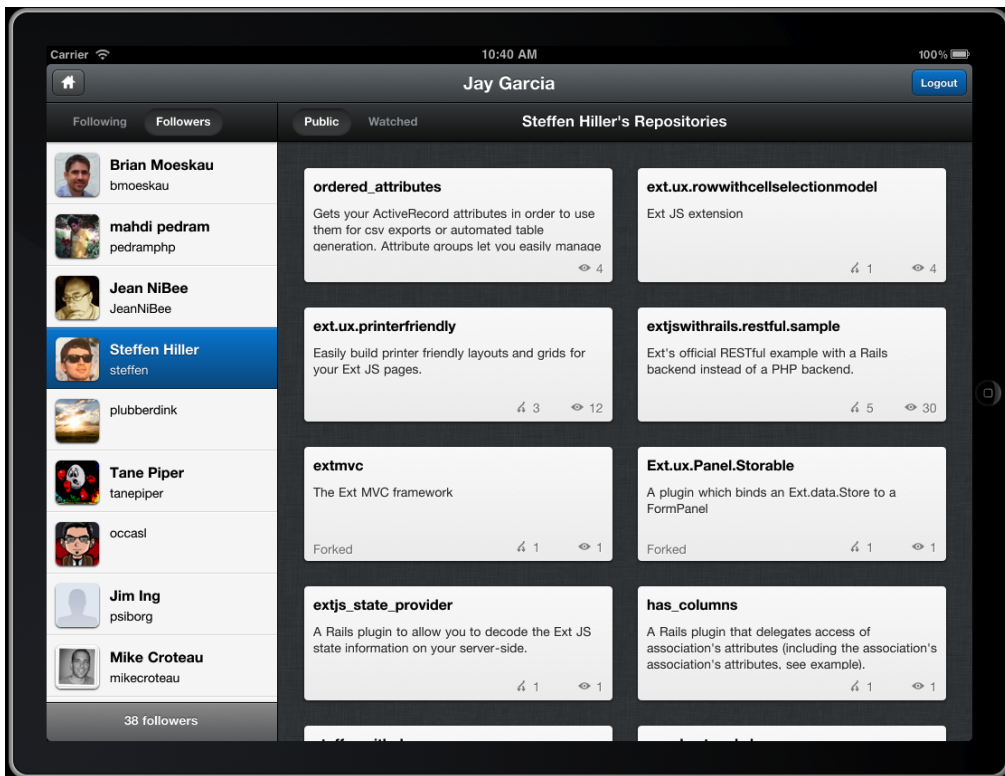 Carrier
10:40 AM
100%
Jay Garcia
Logout
Following
Followers
Public
Watched
Steffen Hiller's Repositories
Brian Moeskau
bmoeskau
mahdi pedram
pedramphp
Jean NiBee
JeanNiBee
Steffen Hiller
steffen
plubberdink
Tane Piper
tanepiper
occasl
Jim Ing
psiborg
Mike Croteau
mikecroteau
38 followers
ordered_attributes
Gets your ActiveRecord attributes in order to use
them for csv exports or automated table
generation. Attribute groups let you easily manage
4
ext.ux.rowwithcellselectionmodel
Ext JS extension
1
4
ext.ux.printerfriendly
Easily build printer friendly layouts and grids for
your Ext JS pages.
3
12
extjswithrails.restful.sample
Ext's official RESTful example with a Rails
backend instead of a PHP backend.
5
30
extmvc
The Ext MVC framework
Forked
1
1
Ext.ux.Panel.Storable
A plugin which binds an Ext.data.Store to a
FormPanel
Forked
1
1
extjs_state_provider
A Rails plugin to allow you to decode the Ext JS
state information on your server-side.
1
1
has_columns
A Rails plugin that delegates access of
association's attributes (including the association's
association's attributes, see example).
1
1